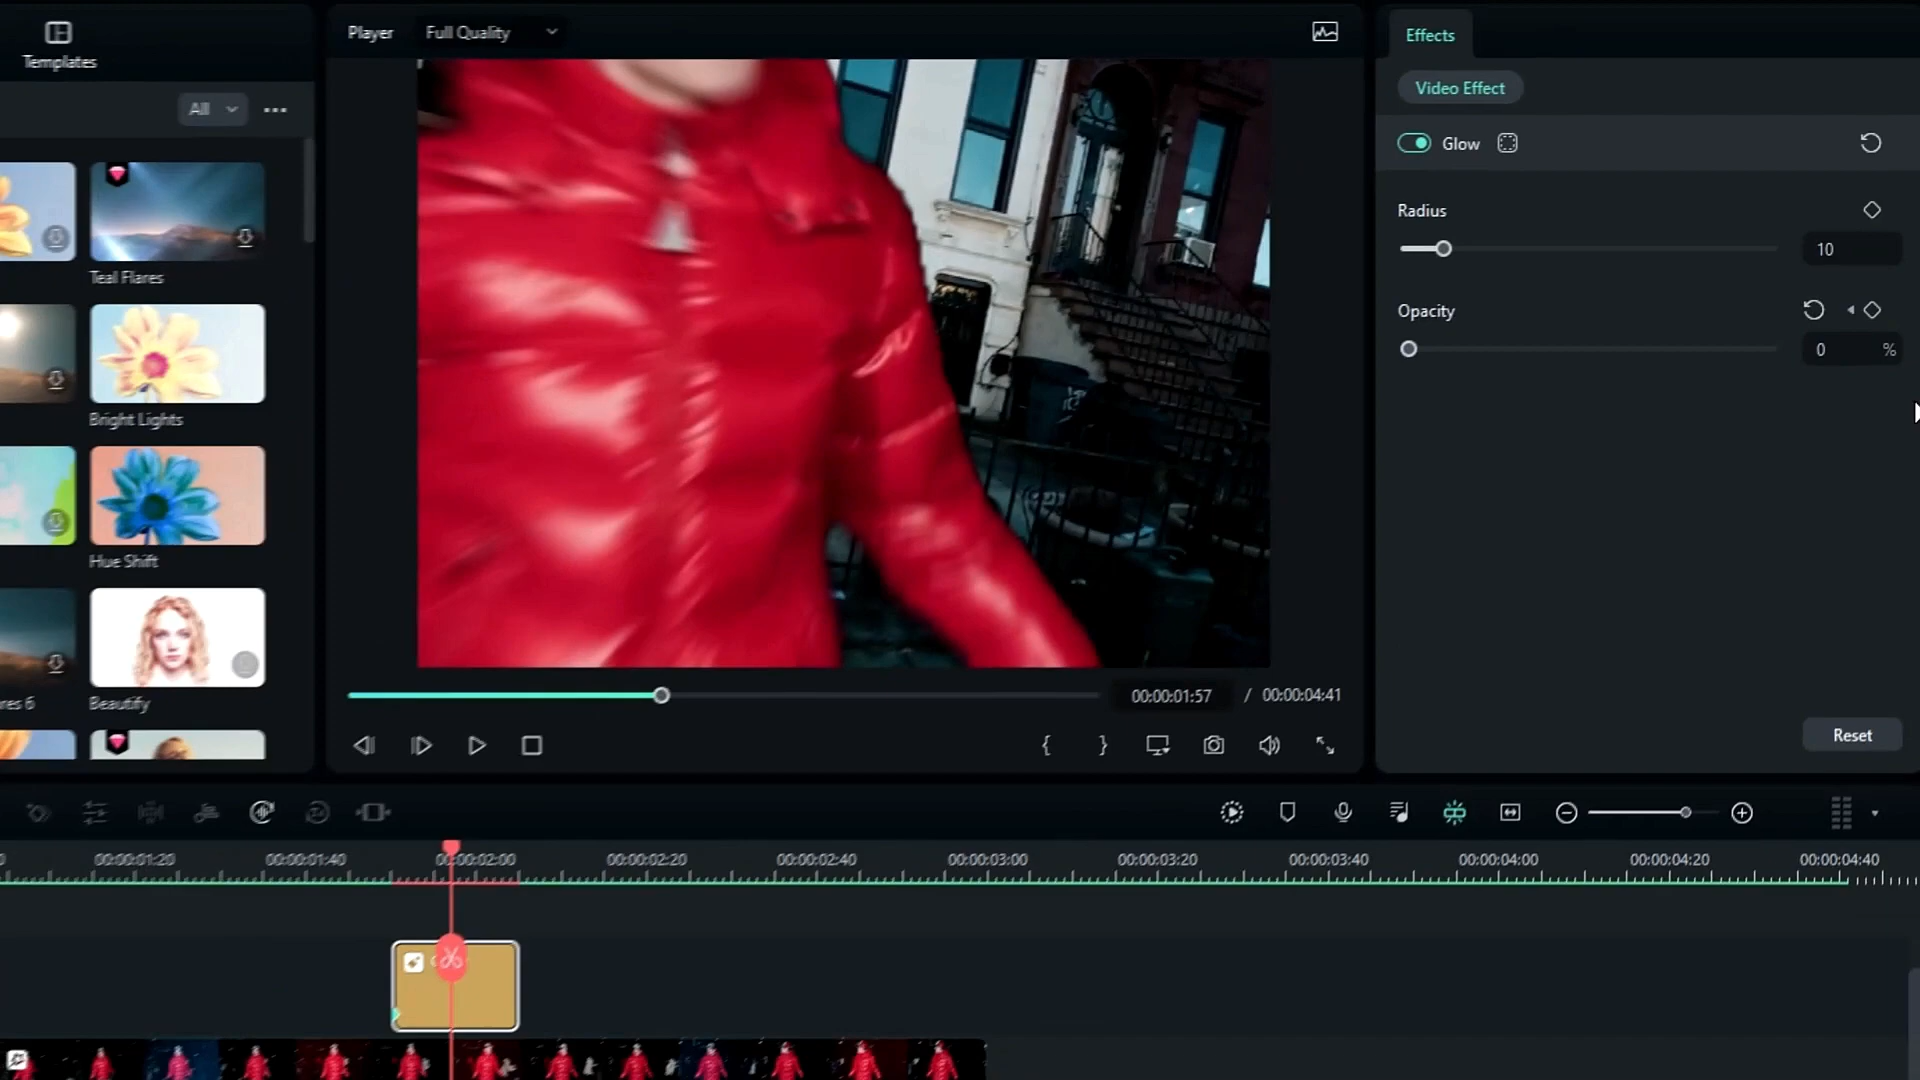 Templates
Player
Full Quality
Effects
Video Effect
All
Glow
Radius
10
Opacity
0 %
Teal Flares
Bright Lights
Hue Shift
Beautify
00:00:01:57 / 00:00:04:41
Reset
00:00:01:20
00:00:01:40
00:00:02:00
00:00:02:20
00:00:02:40
00:00:03:00
00:00:03:20
00:00:03:40
00:00:04:00
00:00:04:20
00:00:04:40